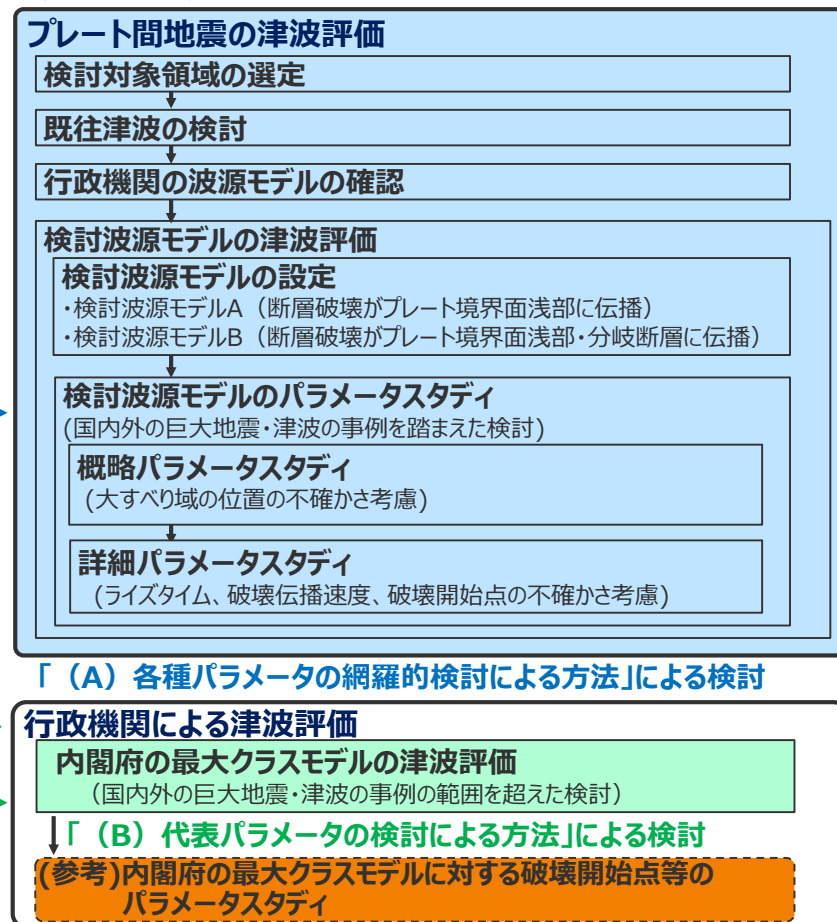 プレート間地震の津波評価
検討対象領域の選定
既往津波の検討
行政機関の波源モデルの確認
検討波源モデルの津波評価
検討波源モデルの設定
・検討波源モデルA（断層破壊がプレート境界面浅部に伝播）
・検討波源モデルB（断層破壊がプレート境界面浅部・分岐断層に伝播）
検討波源モデルのパラメータスタディ
(国内外の巨大地震・津波の事例を踏まえた検討)
概略パラメータスタディ
(大すべり域の位置の不確かさ考慮)
詳細パラメータスタディ
(ライズタイム、破壊伝播速度、破壊開始点の不確かさ考慮)
「（A）各種パラメータの網羅的検討による方法」による検討
行政機関による津波評価
内閣府の最大クラスモデルの津波評価
（国内外の巨大地震・津波の事例の範囲を超えた検討）
「（B）代表パラメータの検討による方法」による検討
(参考)内閣府の最大クラスモデルに対する破壊開始点等の
パラメータスタディ